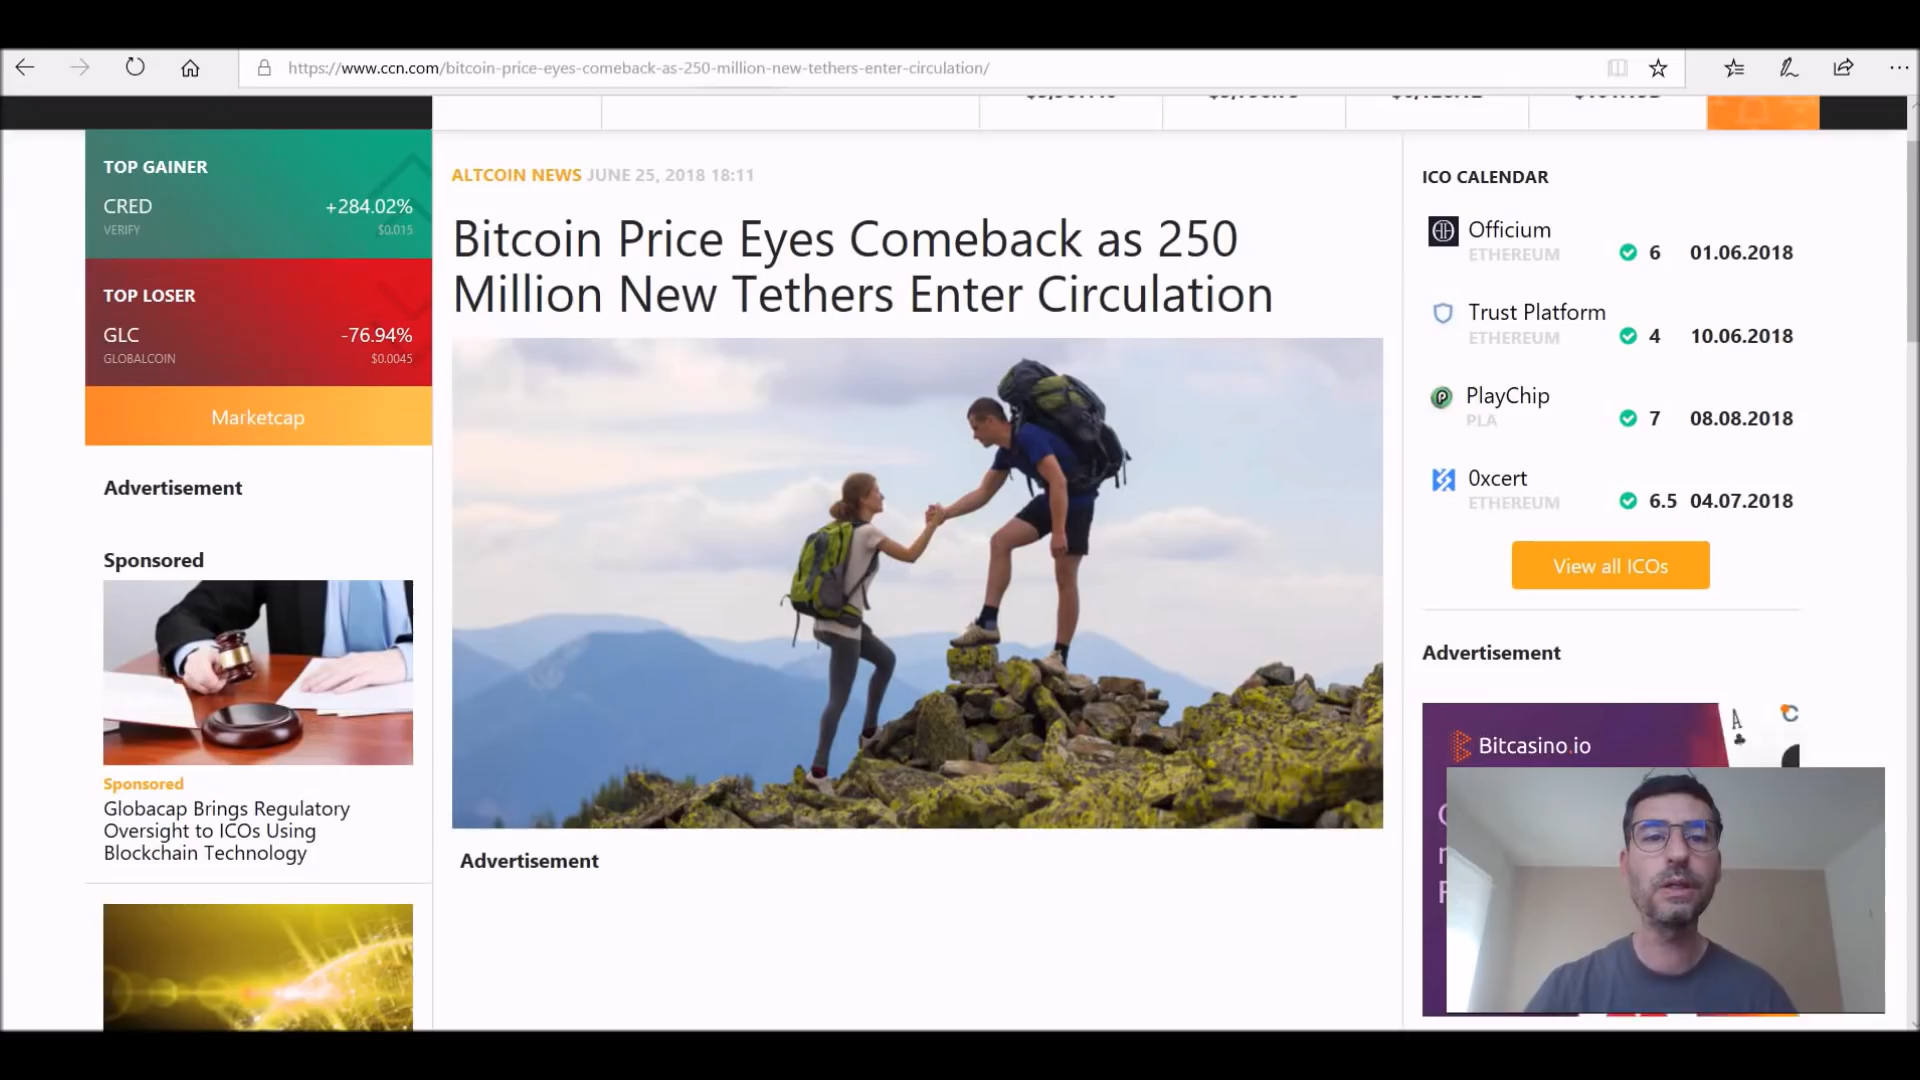 https://www.ccn.com/bitcoin-price-eyes-comeback-as-250-million-new-tethers-enter-circulation/
TOP GAINER
CRED +284.02%
VERIFY $0.015
TOP LOSER
GLC -76.94%
GLOBALCOIN $0.0045
Marketcap
Advertisement
Sponsored
Sponsored
Globacap Brings Regulatory
Oversight to ICOs Using
Blockchain Technology
ALTCOIN NEWS JUNE 25, 2018 18:11
Bitcoin Price Eyes Comeback as 250
Million New Tethers Enter Circulation
Advertisement
ICO CALENDAR
Officium
ETHEREUM 6 01.06.2018
Trust Platform
ETHEREUM 4 10.06.2018
PlayChip
PLA 7 08.08.2018
0xcert
ETHEREUM 6.5 04.07.2018
View all ICOs
Advertisement
Bitcasino.io
A